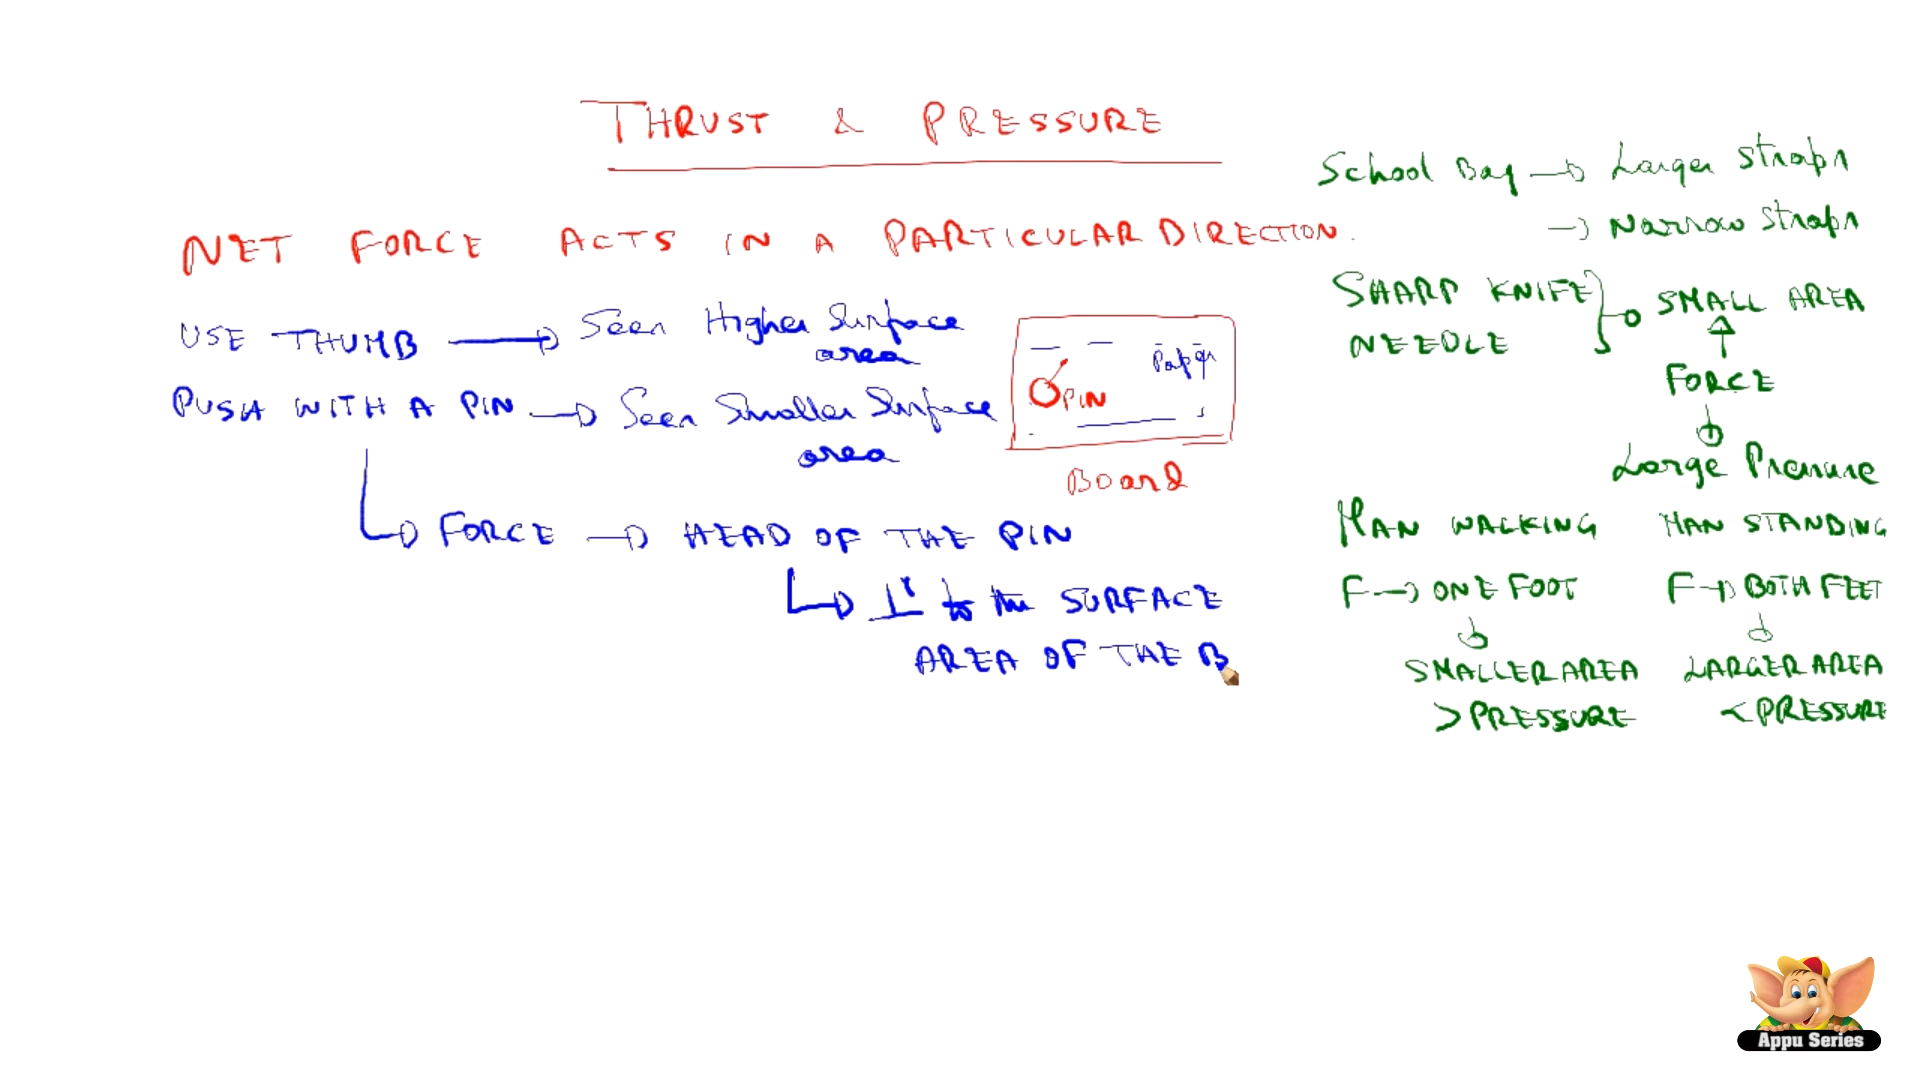 THRUST & PRESSURE
NET FORCE ACTS IN A PARTICULAR DIRECTION.
USE THUMB → Seen Higher Surface
area
PUSH WITH A PIN → Seen Smaller Surface
area
→ FORCE → HEAD OF THE PIN
→ ⊥r to the SURFACE
AREA OF THE B
Paper
PIN
Board
School Bag → Larger Straps
→ Narrow Straps
SHARP KNIFE
NEEDLE
} → SMALL AREA
↑
FORCE
↓
Large Pressure
MAN WALKING
F → ONE FOOT
↓
SMALLER AREA
> PRESSURE
MAN STANDING
F → BOTH FEET
↓
LARGER AREA
< PRESSURE
Appu Series